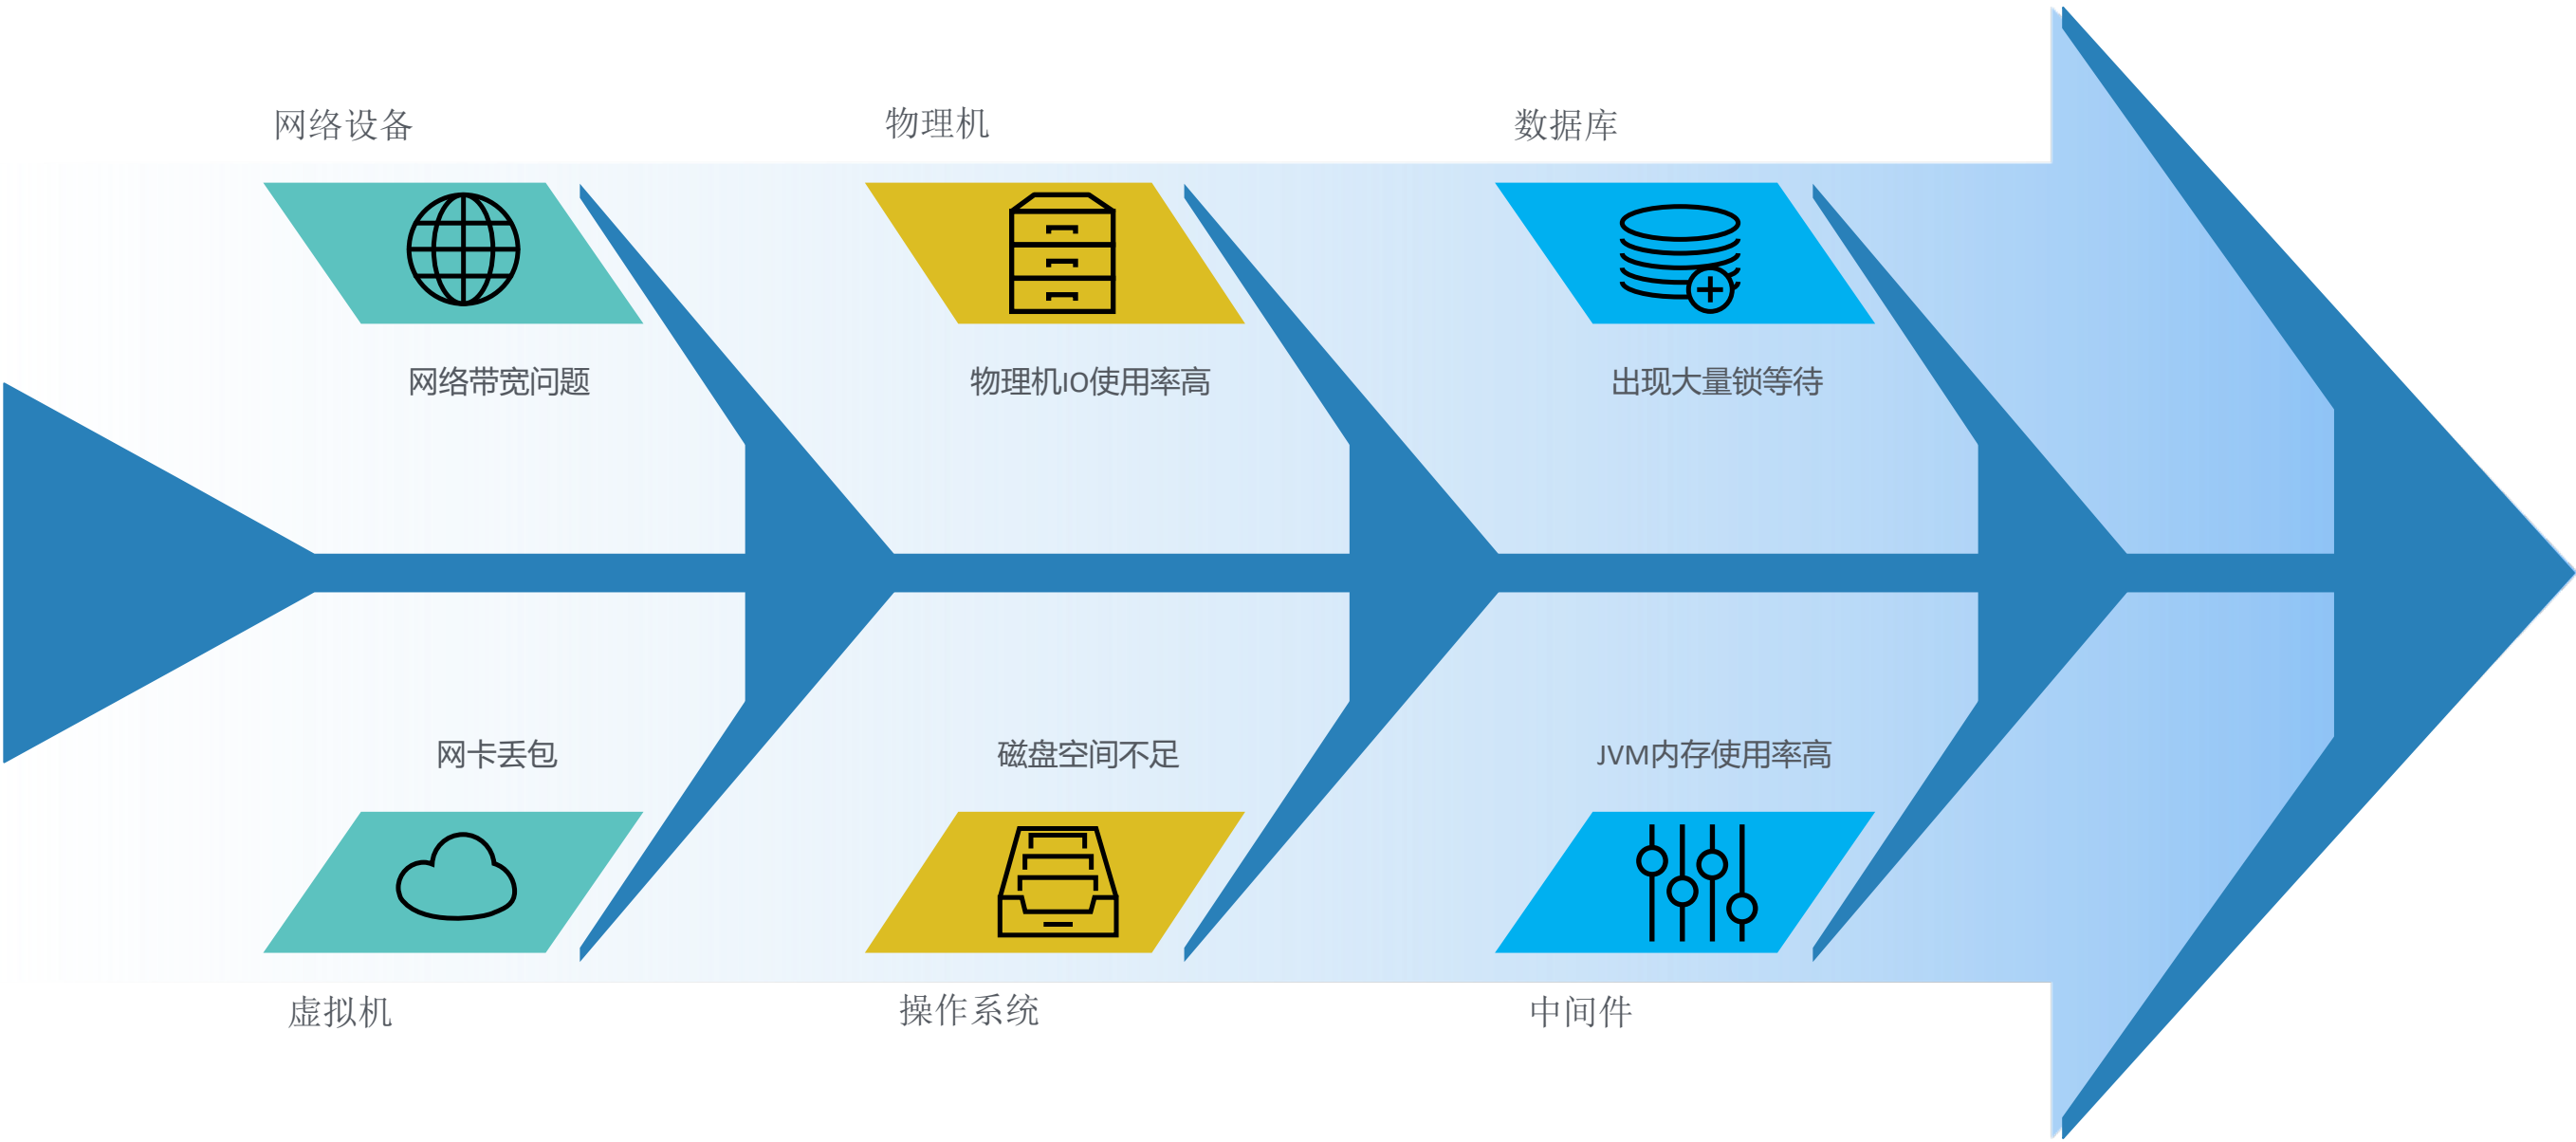 网络设备
物理机
数据库
网络带宽问题
物理机IO使用率高
出现大量锁等待
网卡丢包
磁盘空间不足
JVM内存使用率高
虚拟机
操作系统
中间件